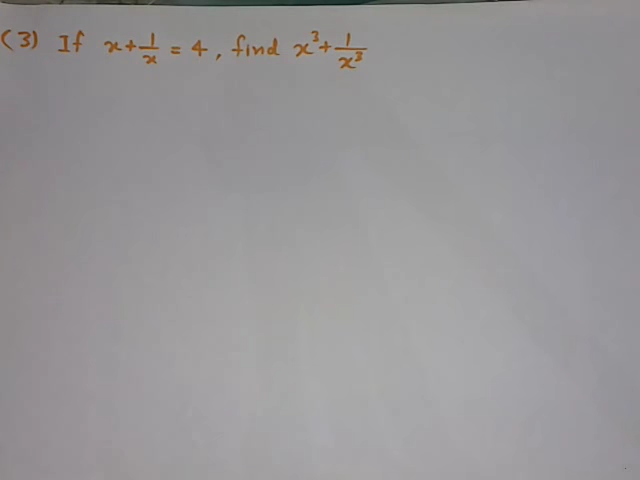 (3) If x + 1/x = 4, find x³ + 1/x³